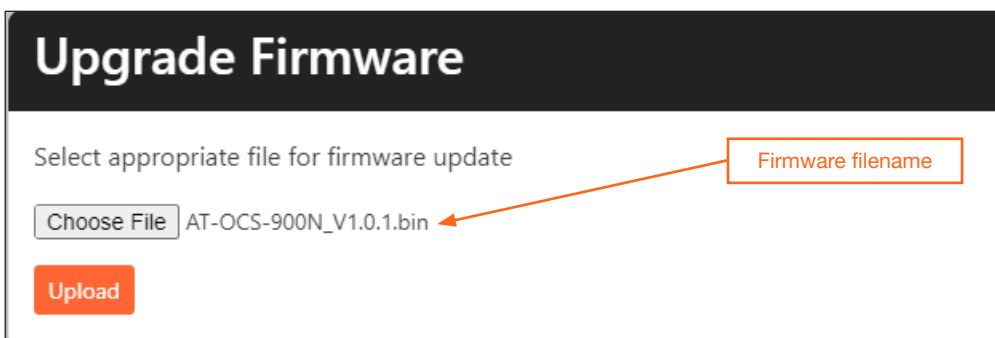 Upgrade Firmware
Select appropriate file for firmware update
Firmware filename
Choose File AT-OCS-900N_V1.0.1.bin
Upload